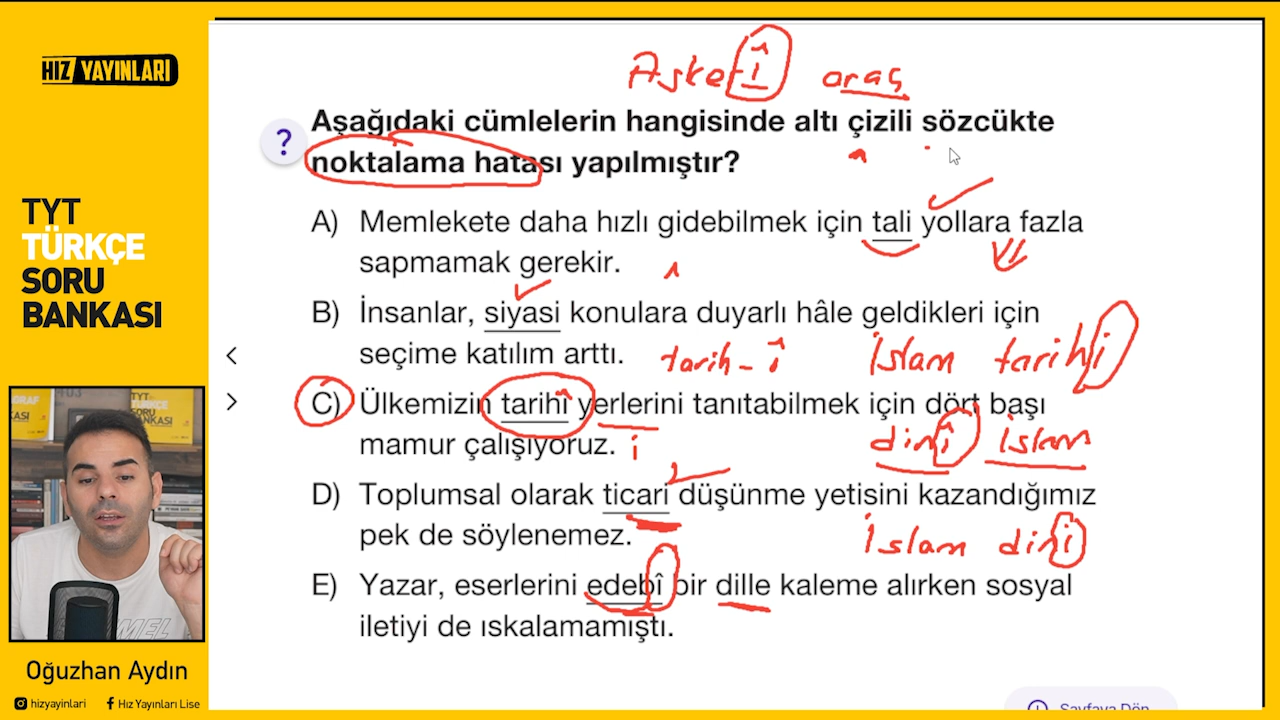 HIZ YAYINLARI
TYT
TÜRKÇE
SORU
BANKASI
Oğuzhan Aydın
hizyayinlari
Hız Yayınları Lise
Askerî araç
? Aşağıdaki cümlelerin hangisinde altı çizili sözcükte
noktalama hatası yapılmıştır?
A) Memlekete daha hızlı gidebilmek için tali yollara fazla
sapmamak gerekir.
B) İnsanlar, siyasi konulara duyarlı hâle geldikleri için
seçime katılım arttı.
tarih-î
İslam tarihi
C) Ülkemizin tarihî yerlerini tanıtabilmek için dört başı
mamur çalışıyoruz.
i
dinî İslam
D) Toplumsal olarak ticari düşünme yetisini kazandığımız
pek de söylenemez.
İslam dini
E) Yazar, eserlerini edebî bir dille kaleme alırken sosyal
iletiyi de ıskalamamıştı.
Sayfaya Dön